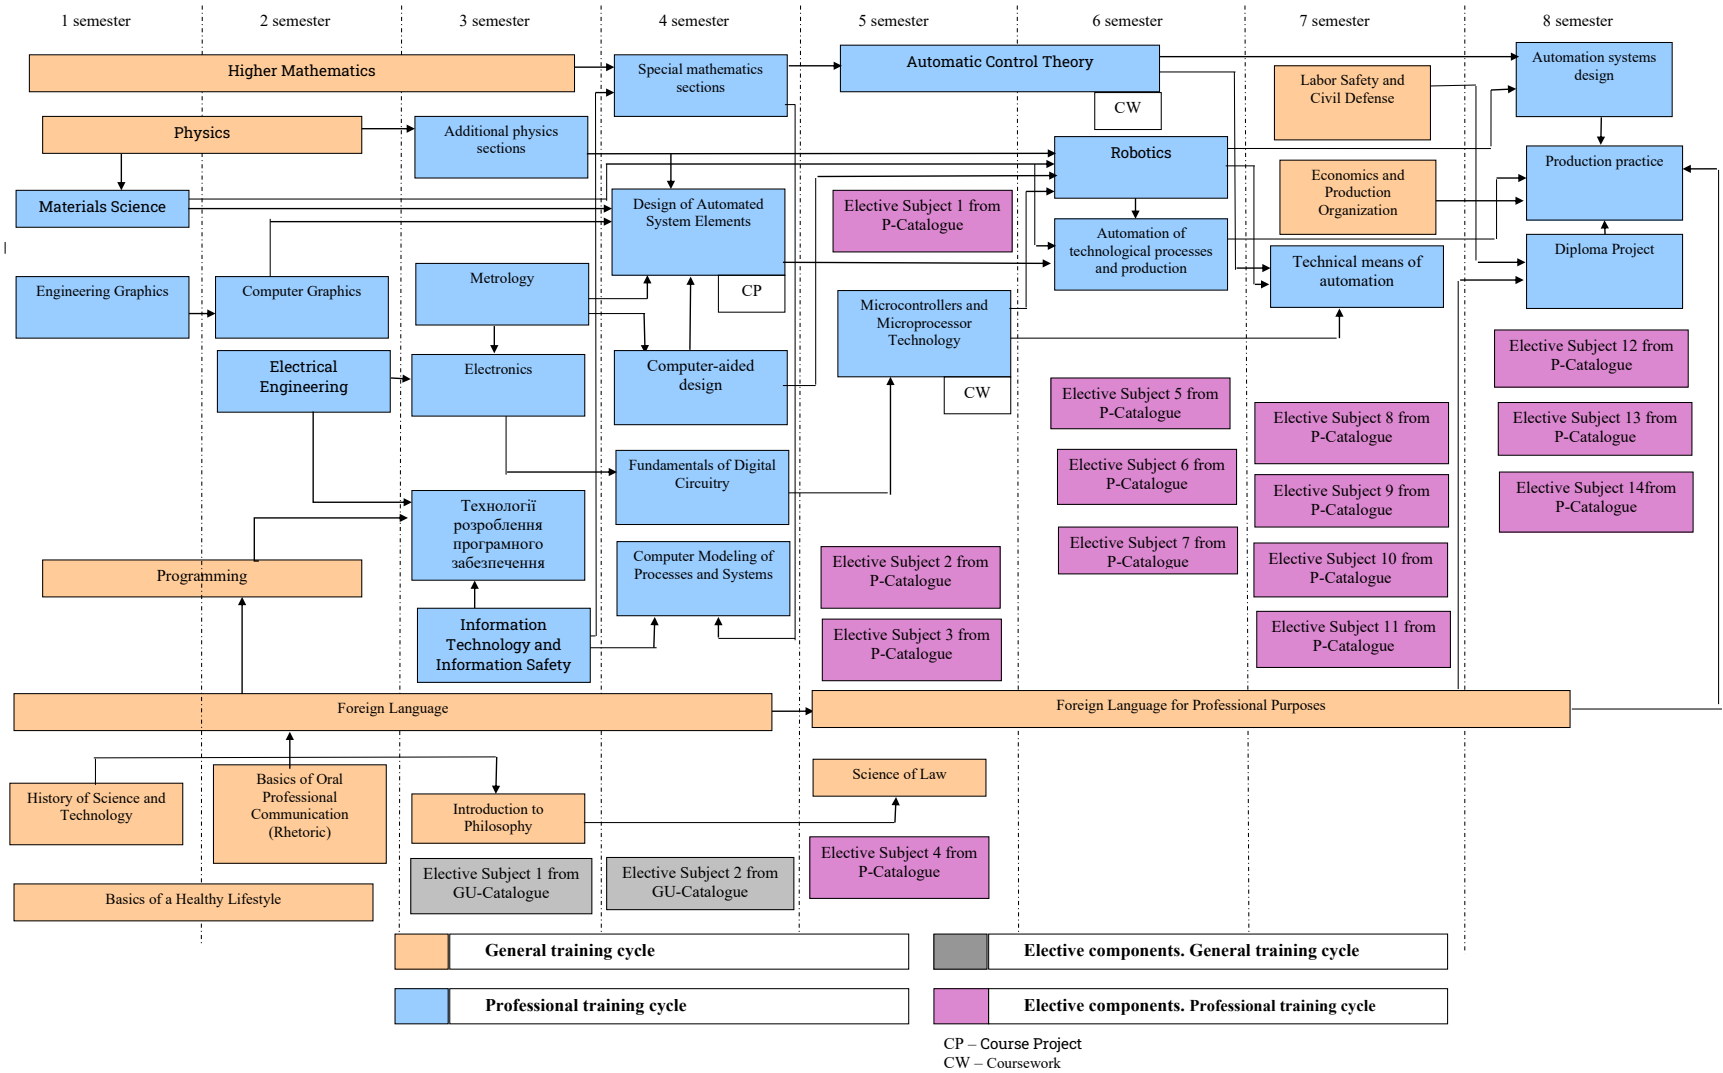 1 semester
2 semester
3 semester
4 semester
5 semester
6 semester
7 semester
8 semester
Higher Mathematics
Special mathematics
sections
Automatic Control Theory
CW
Labor Safety and
Civil Defense
Automation systems
design
Physics
Additional physics
sections
Robotics
Production practice
Materials Science
Design of Automated
System Elements
CP
Elective Subject 1 from
P-Catalogue
Economics and
Production
Organization
Automation of
technological processes
and production
Technical means of
automation
Diploma Project
Engineering Graphics
Computer Graphics
Metrology
Microcontrollers and
Microprocessor
Technology
CW
Electrical
Engineering
Electronics
Computer-aided
design
Elective Subject 5 from
P-Catalogue
Elective Subject 8 from
P-Catalogue
Elective Subject 12 from
P-Catalogue
Elective Subject 13 from
P-Catalogue
Fundamentals of Digital
Circuitry
Elective Subject 6 from
P-Catalogue
Elective Subject 9 from
P-Catalogue
Elective Subject 14from
P-Catalogue
Технології
розроблення
програмного
забезпечення
Computer Modeling of
Processes and Systems
Elective Subject 2 from
P-Catalogue
Elective Subject 7 from
P-Catalogue
Elective Subject 10 from
P-Catalogue
Programming
Information
Technology and
Information Safety
Elective Subject 3 from
P-Catalogue
Elective Subject 11 from
P-Catalogue
Foreign Language
Foreign Language for Professional Purposes
History of Science and
Technology
Basics of Oral
Professional
Communication
(Rhetoric)
Introduction to
Philosophy
Science of Law
Elective Subject 1 from
GU-Catalogue
Elective Subject 2 from
GU-Catalogue
Elective Subject 4 from
P-Catalogue
Basics of a Healthy Lifestyle
General training cycle
Elective components. General training cycle
Professional training cycle
Elective components. Professional training cycle
CP – Course Project
CW – Coursework